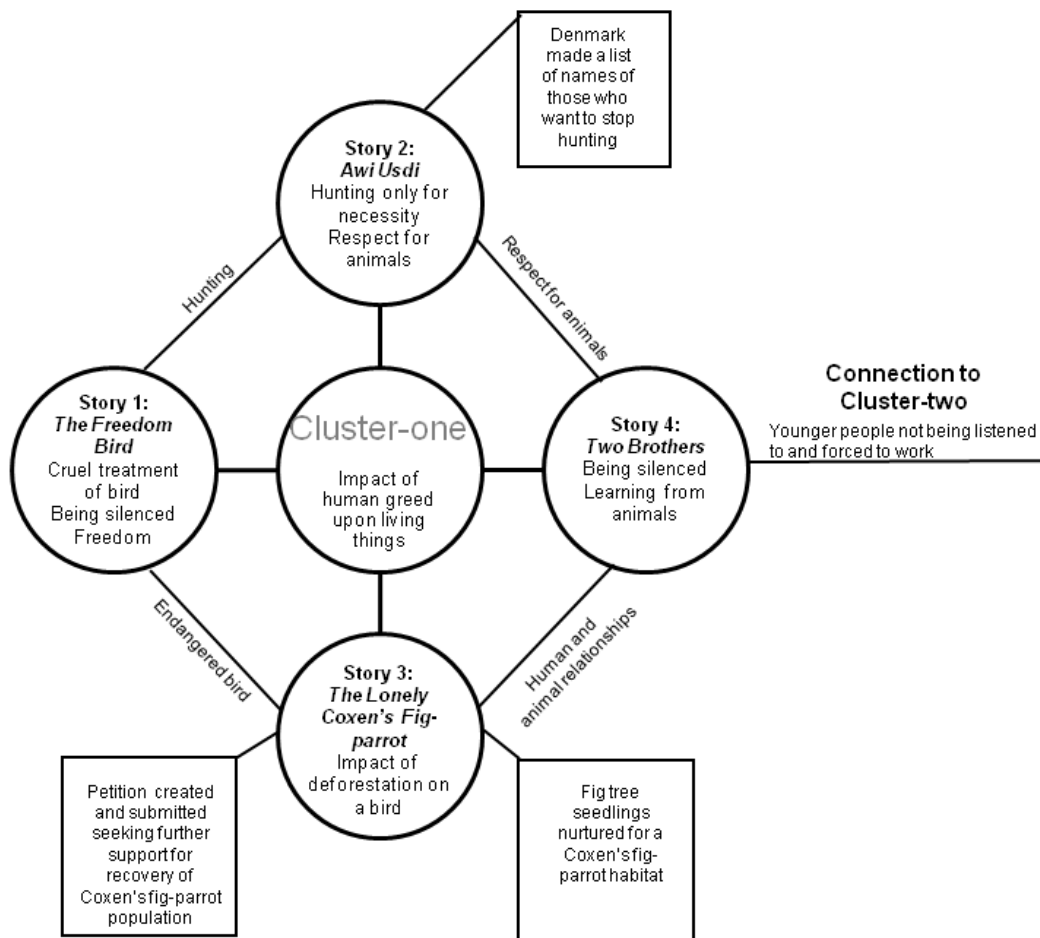 Denmark
made a list
of names of
those who
want to stop
hunting
Story 2:
Awi Usdi
Hunting only for
necessity
Respect for
animals
Hunting
Respect for animals
Story 1:
The Freedom
Bird
Cruel treatment
of bird
Being silenced
Freedom
Cluster-one
Impact of
human greed
upon living
things
Story 4:
Two Brothers
Being silenced
Learning from
animals
Connection to
Cluster-two
Younger people not being listened
to and forced to work
Endangered bird
Human and
animal relationships
Story 3:
The Lonely
Coxen's Fig-
parrot
Impact of
deforestation on
a bird
Petition created
and submitted
seeking further
support for
recovery of
Coxen's fig-parrot
population
Fig tree
seedlings
nurtured for a
Coxen's fig-
parrot habitat